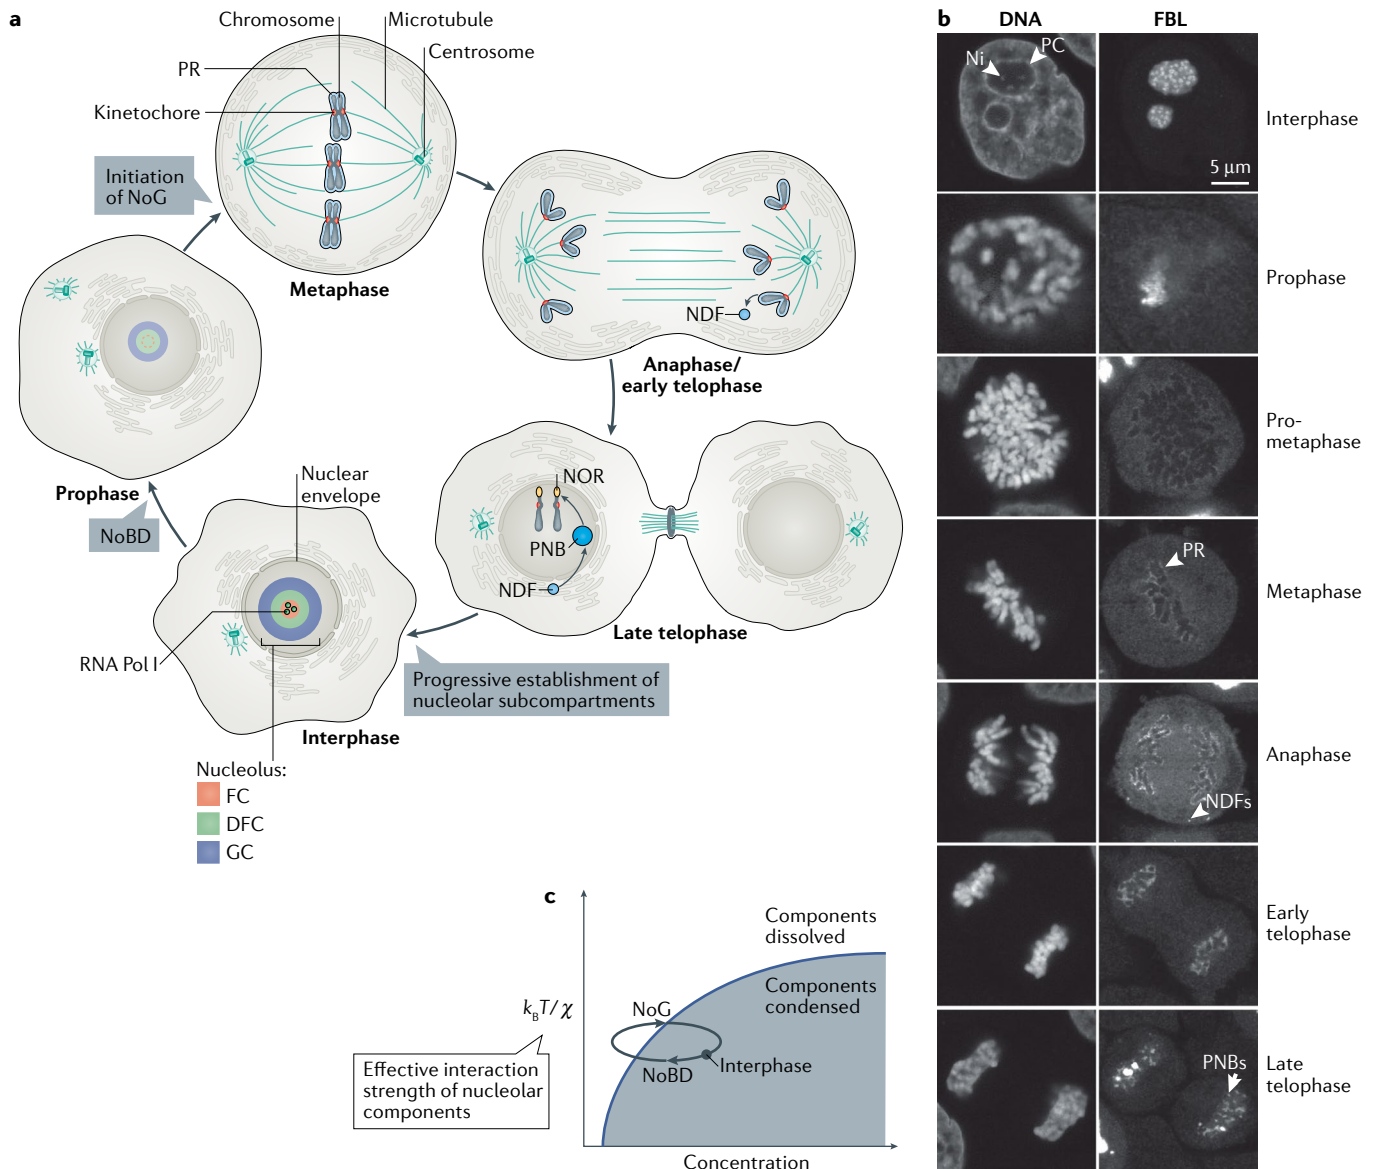 a
Chromosome
Microtubule
Centrosome
PR
Kinetochore
Initiation
of NoG
Metaphase
NDF
Anaphase/
early telophase
Prophase
NoBD
Nuclear
envelope
NOR
PNB
NDF
Late telophase
RNA Pol I
Progressive establishment of
nucleolar subcompartments
Interphase
Nucleolus:
FC
DFC
GC
b
DNA
FBL
Ni
PC
Interphase
5 µm
Prophase
Pro-
metaphase
PR
Metaphase
Anaphase
NDFs
Early
telophase
PNBs
Late
telophase
c
Components
dissolved
Components
condensed
k_B T/χ
NoG
Interphase
NoBD
Effective interaction
strength of nucleolar
components
Concentration